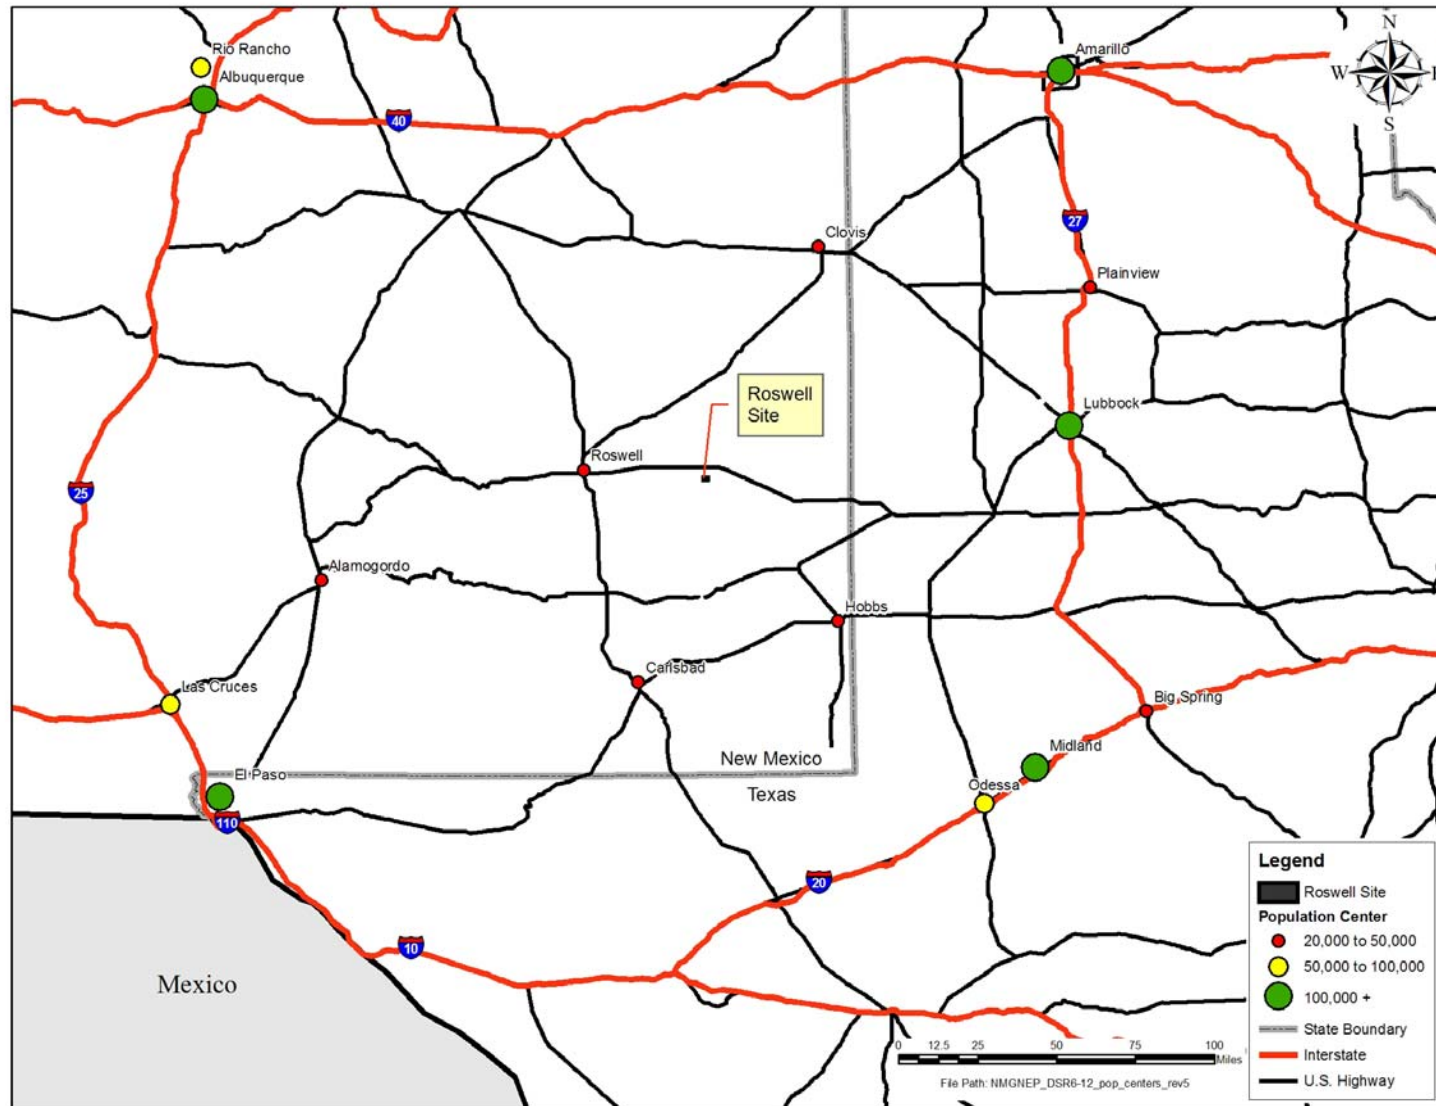 N
W
E
S
Rio Rancho
Albuquerque
Amarillo
40
27
Clovis
Plainview
Roswell
Site
Lubbock
Roswell
25
Alamogordo
Hobbs
Carlsbad
Las Cruces
Big Spring
New Mexico
Midland
El Paso
Odessa
Texas
110
20
10
Mexico
Legend
Roswell Site
Population Center
20,000 to 50,000
50,000 to 100,000
100,000 +
State Boundary
Interstate
U.S. Highway
0 12.5 25 50 75 100
Miles
File Path: NMGNEP_DSR6-12_pop_centers_rev5